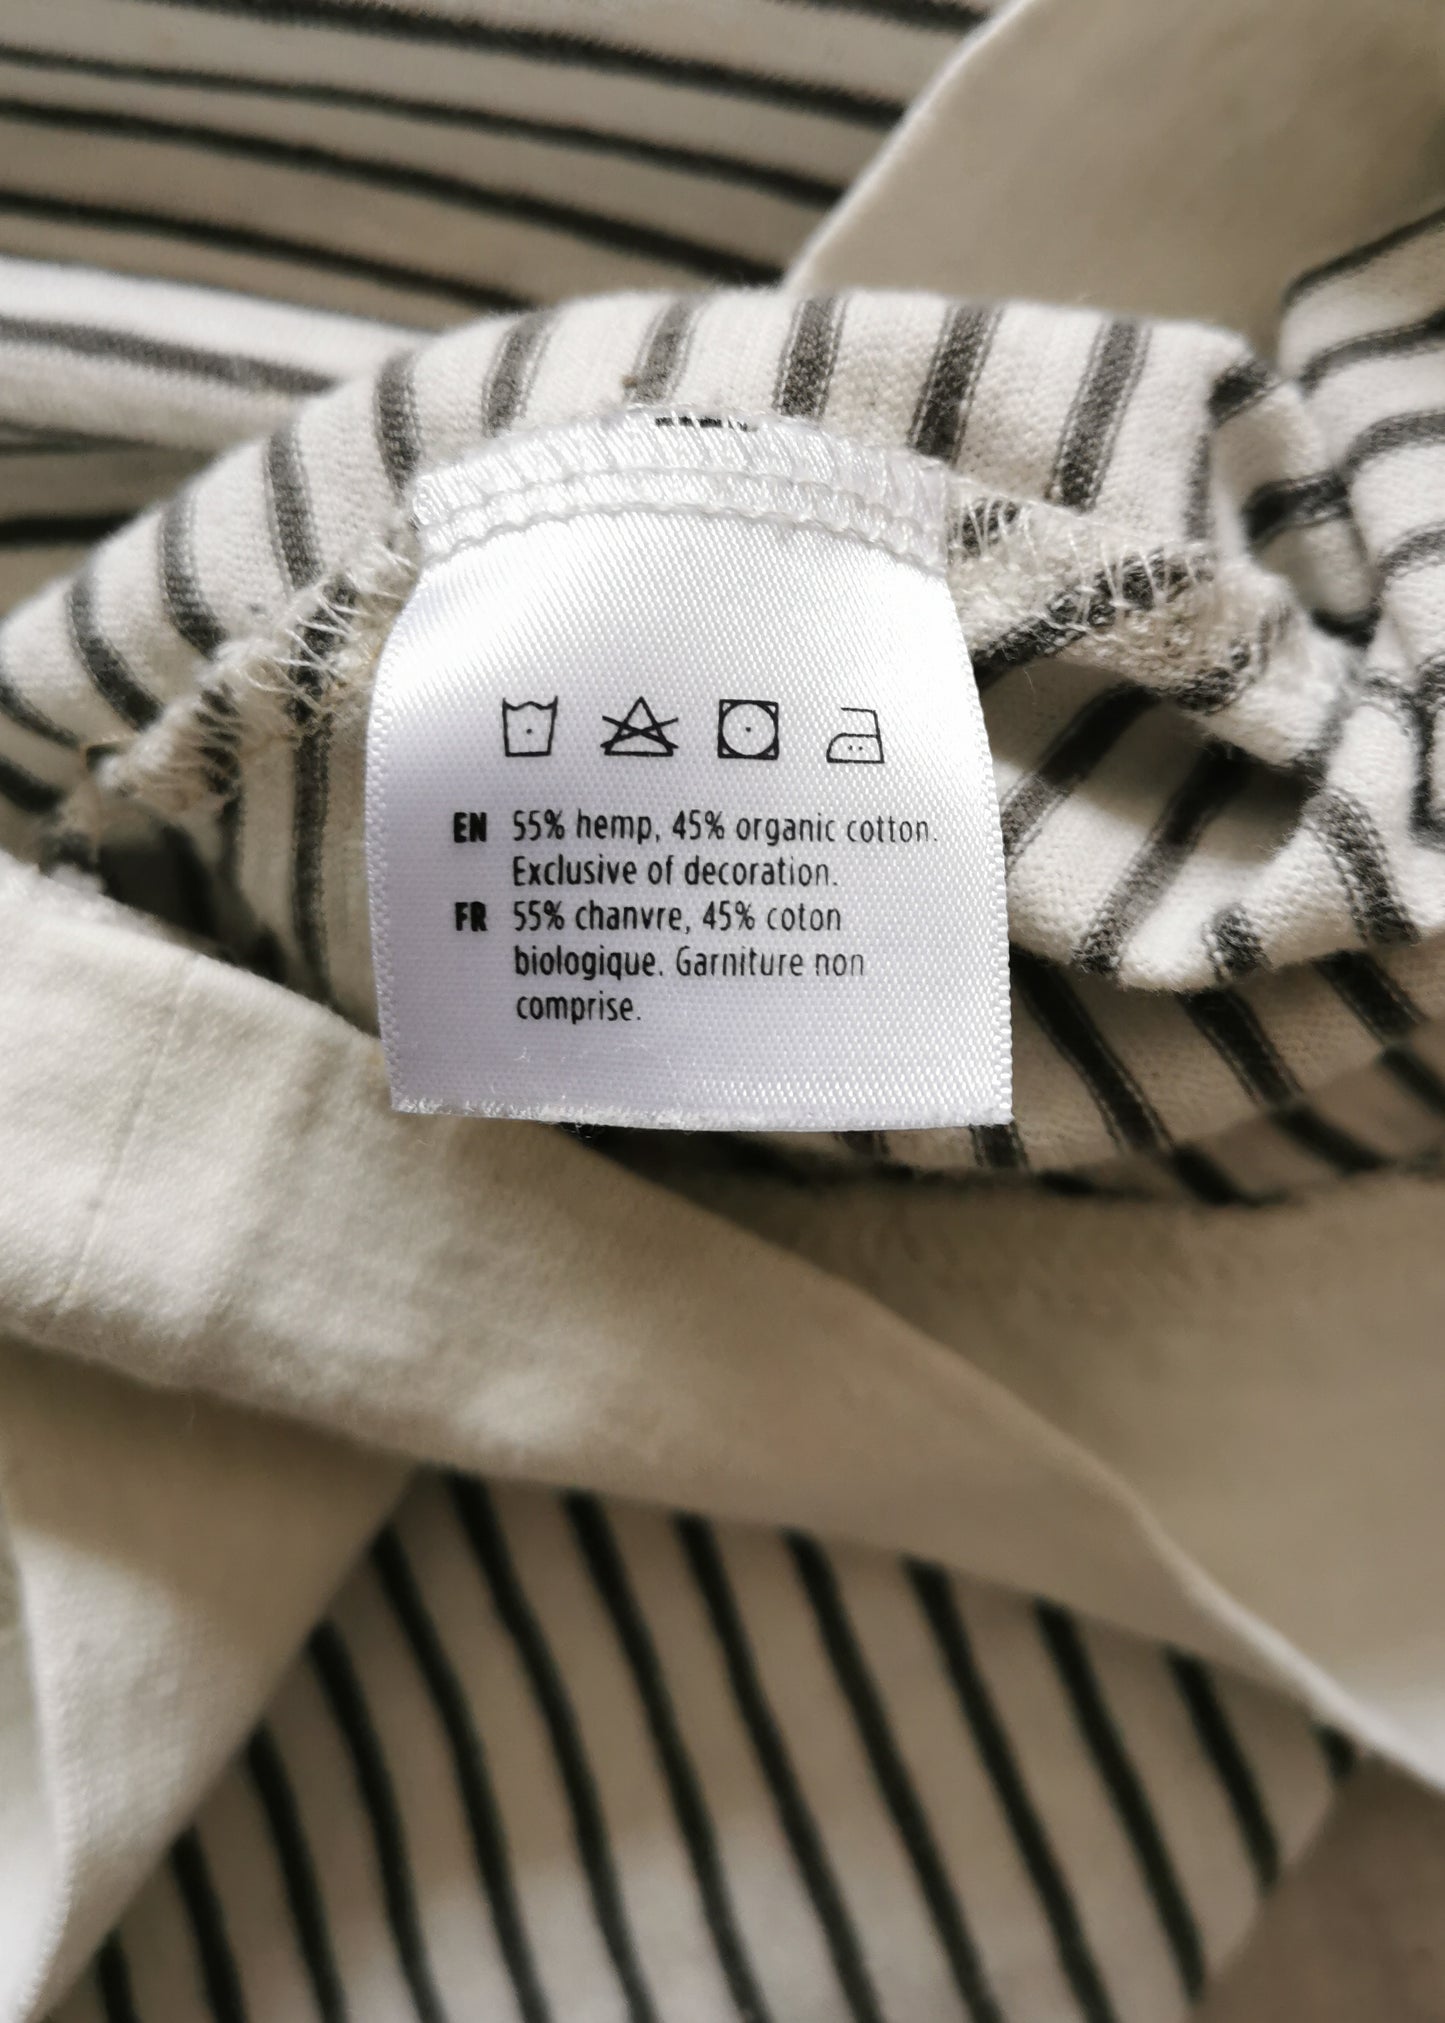 EN 55% hemp, 45% organic cotton.
Exclusive of decoration.
FR 55% chanvre, 45% coton
biologique. Garniture non
comprise.